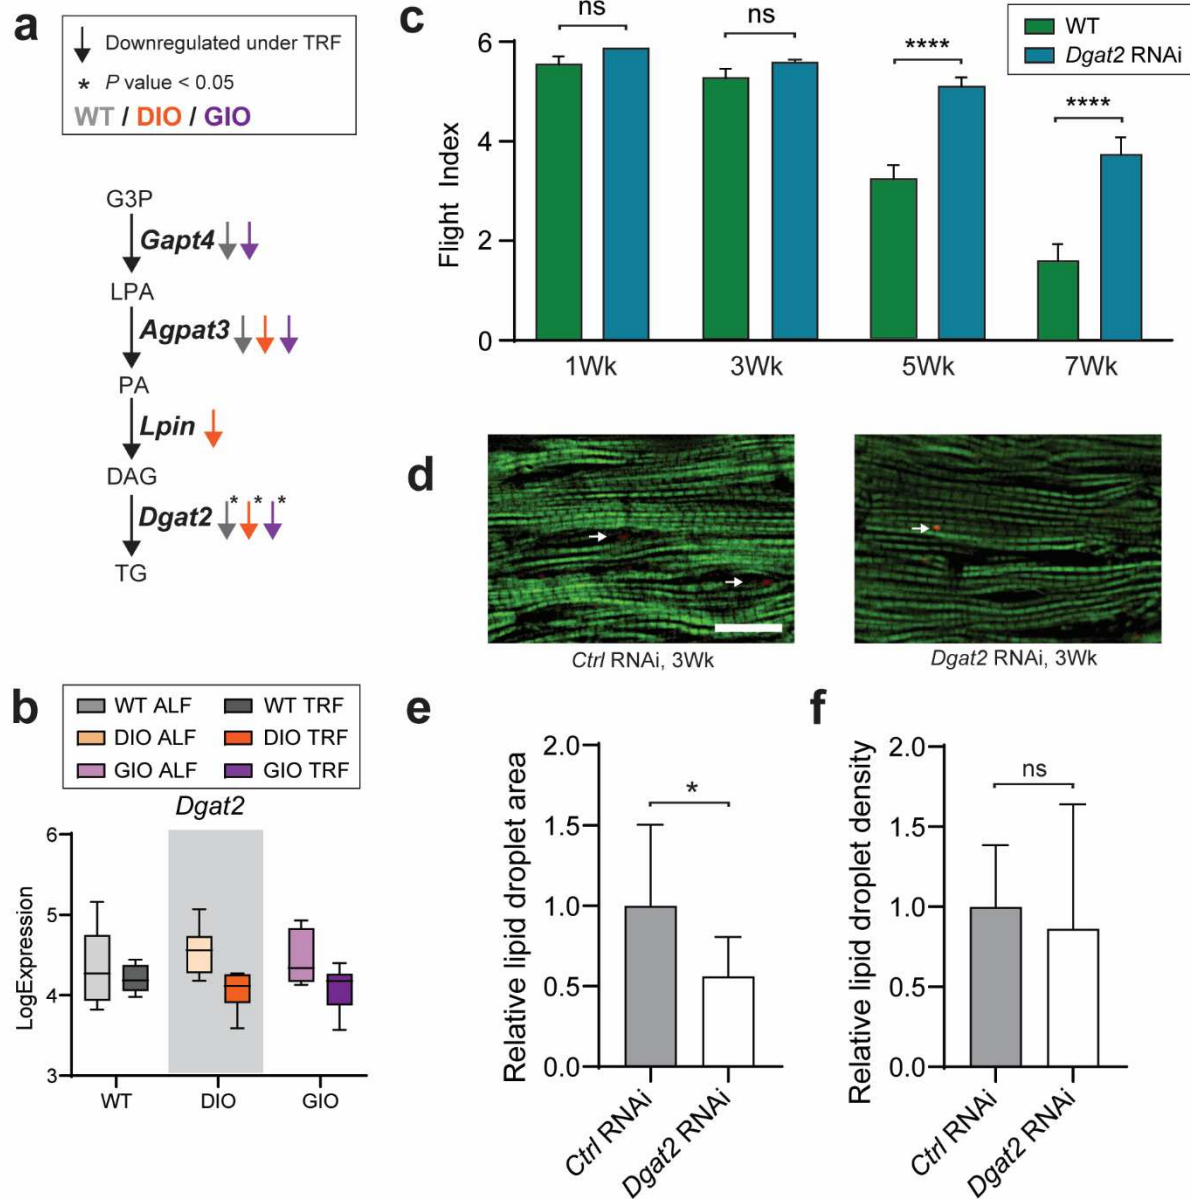 a
Downregulated under TRF
* P value < 0.05
WT / DIO / GIO
G3P
Gapt4
LPA
Agpat3
PA
Lpin
DAG
Dgat2 * * *
TG
b
WT ALF WT TRF
DIO ALF DIO TRF
GIO ALF GIO TRF
Dgat2
LogExpression
6
5
4
3
WT DIO GIO
c
WT
Dgat2 RNAi
Flight Index
6
4
2
0
ns ns **** ****
1Wk 3Wk 5Wk 7Wk
d
Ctrl RNAi, 3Wk
Dgat2 RNAi, 3Wk
e
Relative lipid droplet area
2.0
1.5
1.0
0.5
0.0
*
Ctrl RNAi
Dgat2 RNAi
f
Relative lipid droplet density
2.0
1.5
1.0
0.5
0.0
ns
Ctrl RNAi
Dgat2 RNAi